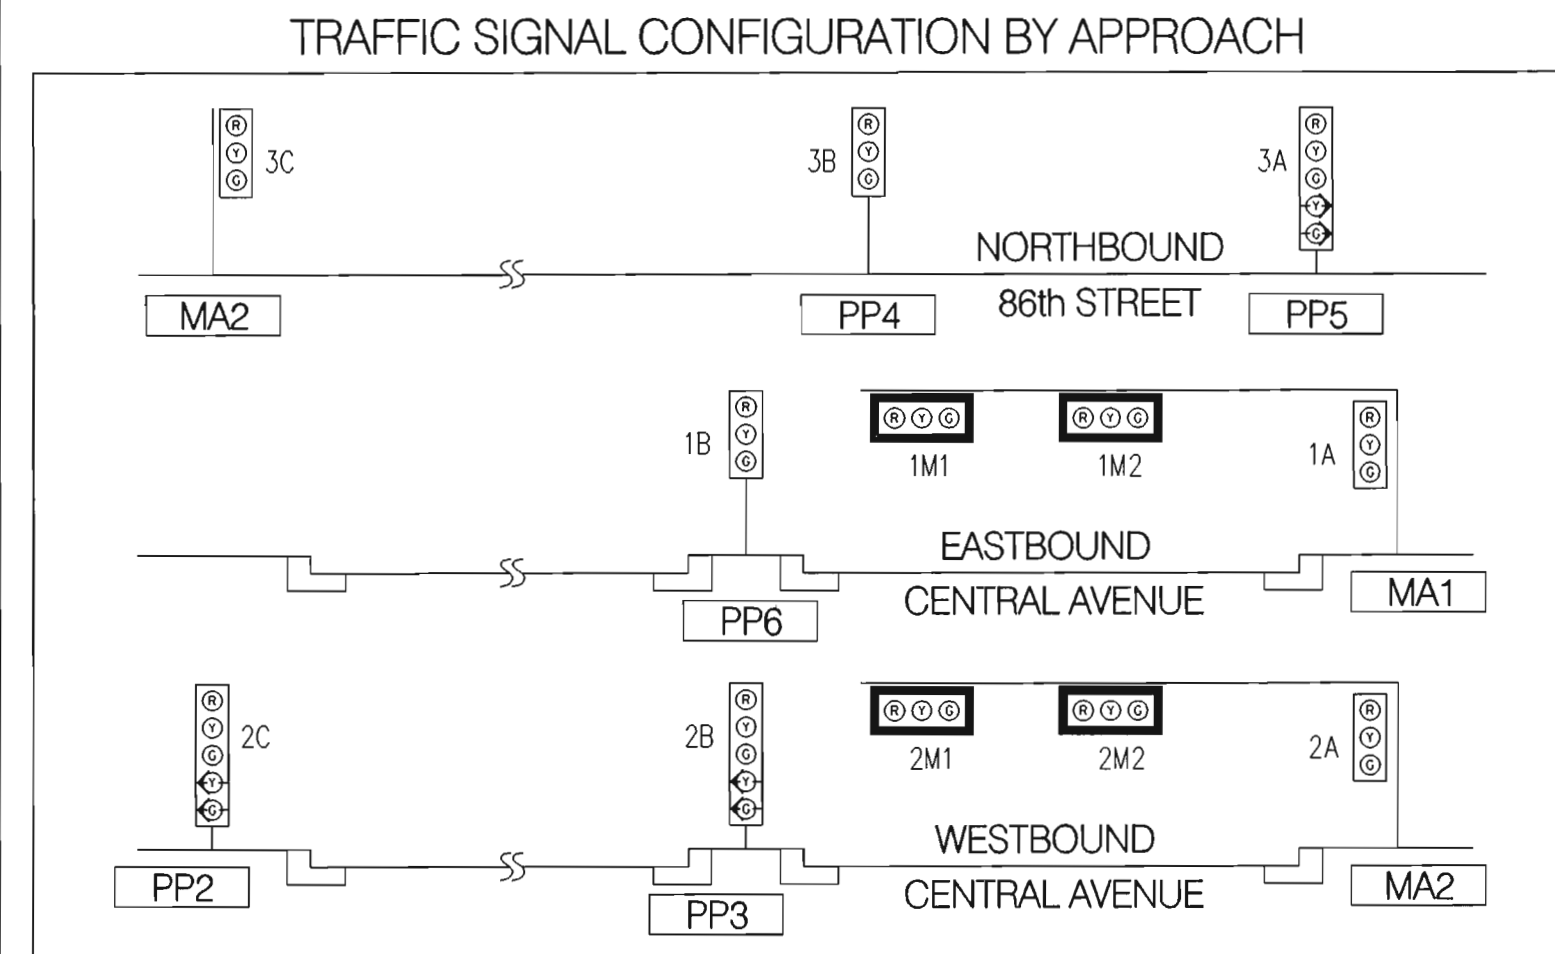 TRAFFIC SIGNAL CONFIGURATION BY APPROACH
R
Y
G
3C
R
Y
G
3B
R
Y
G
Y
G
3A
NORTHBOUND
86th STREET
MA2
PP4
PP5
R
Y
G
1B
R Y G
1M1
R Y G
1M2
R
Y
G
1A
EASTBOUND
CENTRAL AVENUE
PP6
MA1
R
Y
G
Y
G
2C
R
Y
G
Y
G
2B
R Y G
2M1
R Y G
2M2
R
Y
G
2A
WESTBOUND
CENTRAL AVENUE
PP2
PP3
MA2